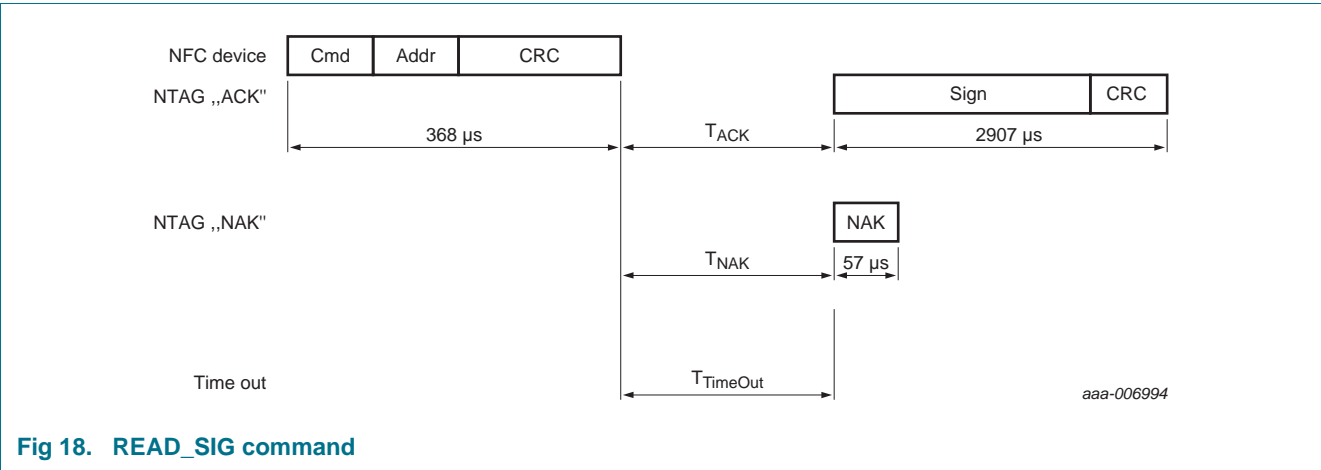 NFC device Cmd Addr CRC
NTAG ,,ACK" Sign CRC
368 µs TACK 2907 µs
NTAG ,,NAK" NAK
TNAK 57 µs
Time out TTimeOut aaa-006994
Fig 18. READ_SIG command